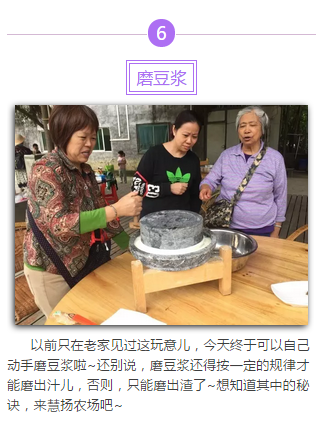 6
磨豆浆
以前只在老家见过这玩意儿，今天终于可以自己
动手磨豆浆啦~还别说，磨豆浆还得按一定的规律才
能磨出汁儿，否则，只能磨出渣了~想知道其中的秘
诀，来慧扬农场吧~